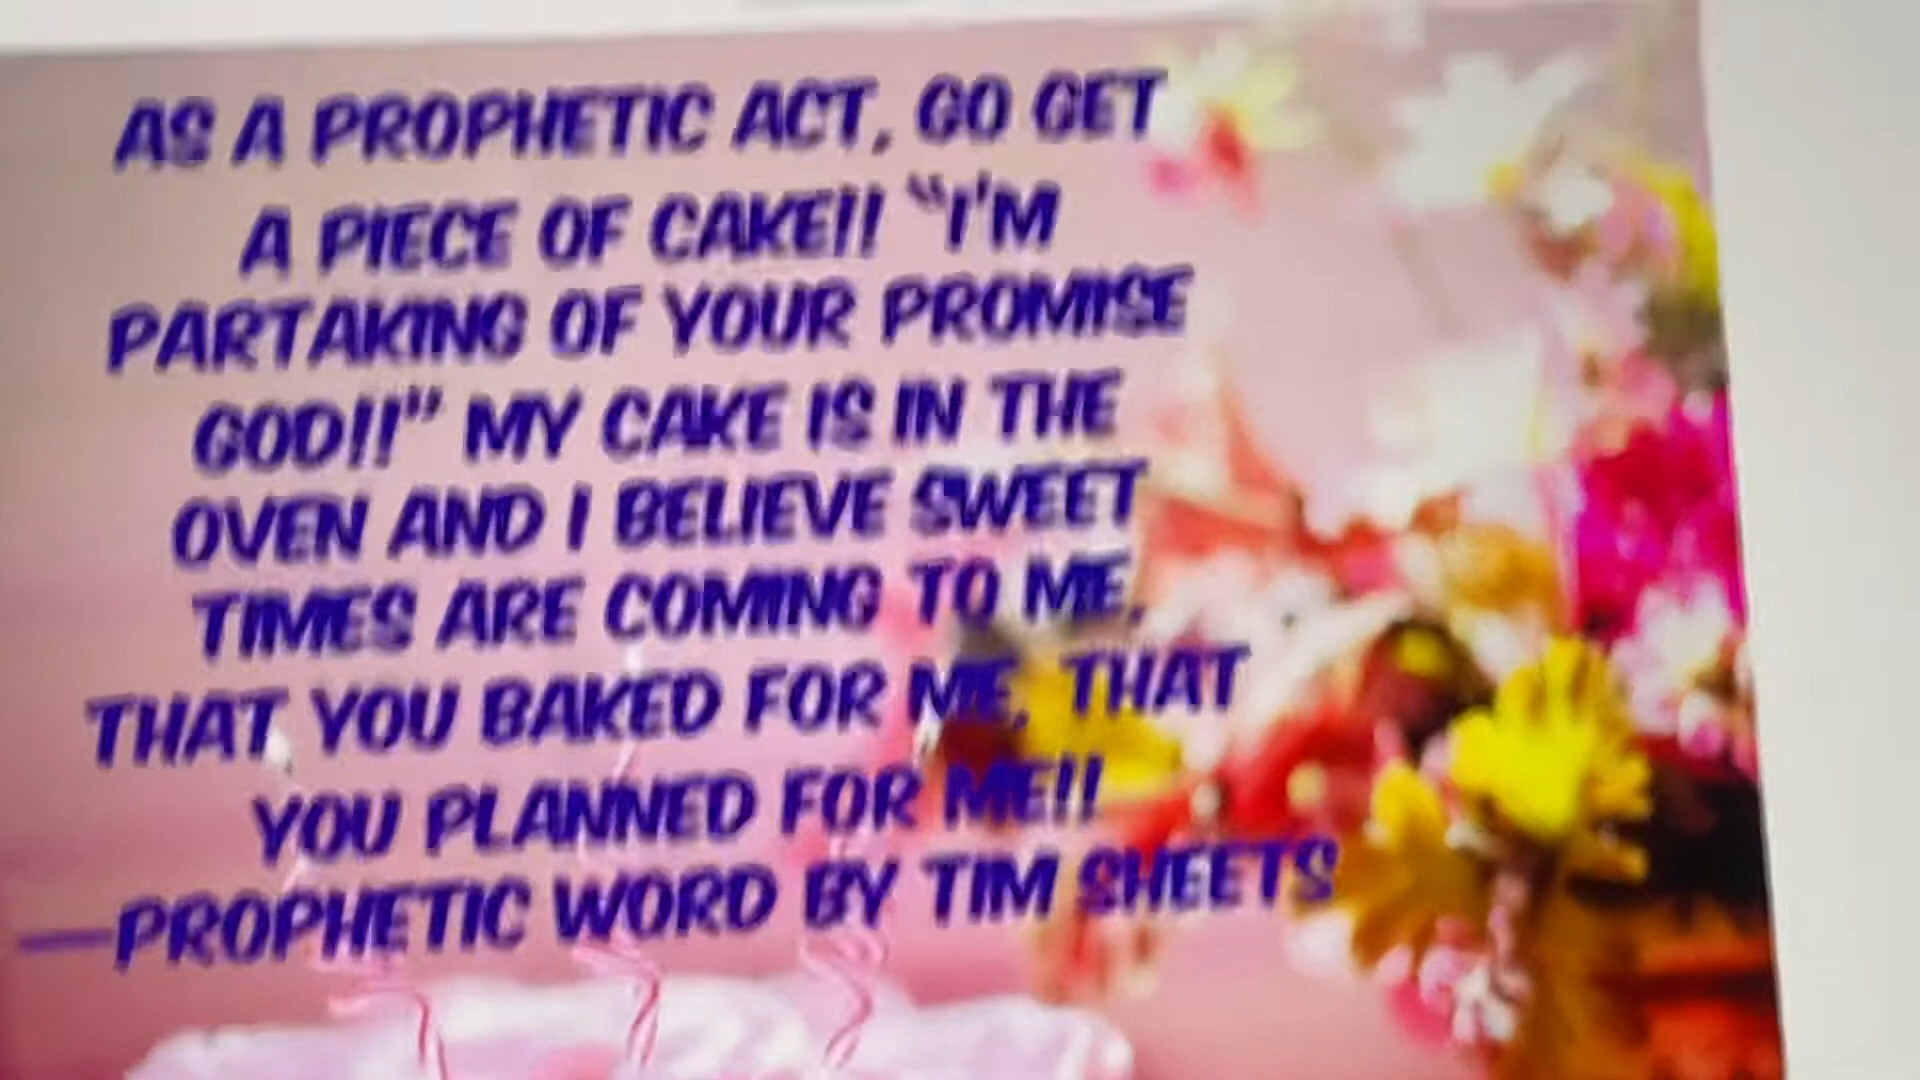 AS A PROPHETIC ACT, GO GET
A PIECE OF CAKE!! “I'M
PARTAKING OF YOUR PROMISE
GOD!!” MY CAKE IS IN THE
OVEN AND I BELIEVE SWEET
TIMES ARE COMING TO ME,
THAT YOU BAKED FOR ME, THAT
YOU PLANNED FOR ME!!
—PROPHETIC WORD BY TIM SHEETS